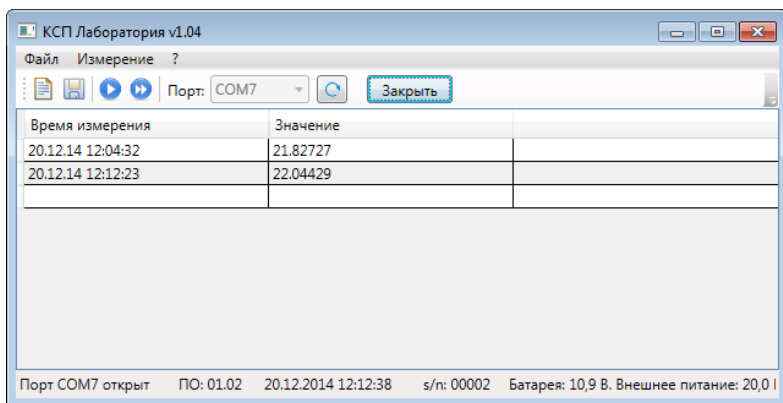 КСП Лаборатория v1.04
Файл Измерение ?
Порт: COM7 Закрыть
Время измерения Значение
20.12.14 12:04:32 21.82727
20.12.14 12:12:23 22.04429
Порт COM7 открыт ПО: 01.02 20.12.2014 12:12:38 s/n: 00002 Батарея: 10,9 В. Внешнее питание: 20,0